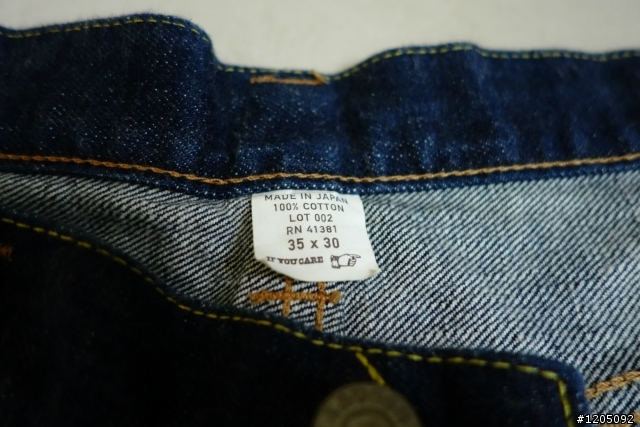 MADE IN JAPAN
100% COTTON
LOT 002
RN 41381
35 x 30
IF YOU CARE
#1205092